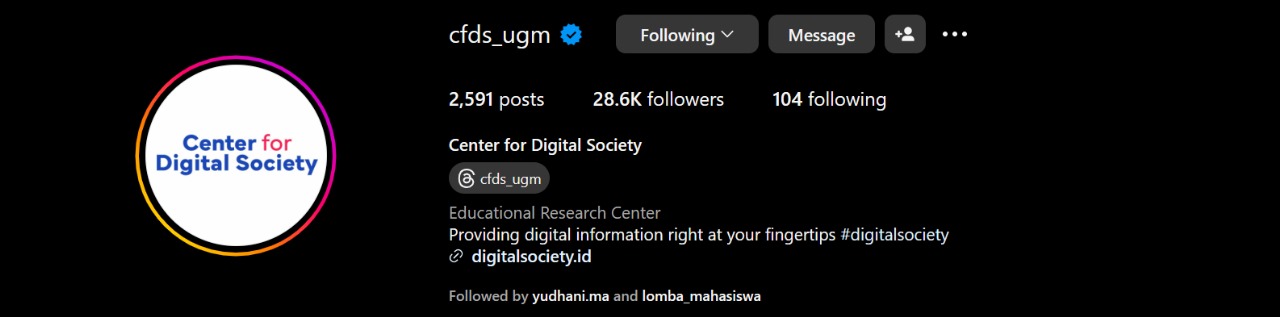 cfds_ugm
Following
Message
2,591 posts
28.6K followers
104 following
Center for Digital Society
Center for
Digital Society
cfds_ugm
Educational Research Center
Providing digital information right at your fingertips #digitalsociety
digitalsociety.id
Followed by yudhani.ma and lomba_mahasiswa